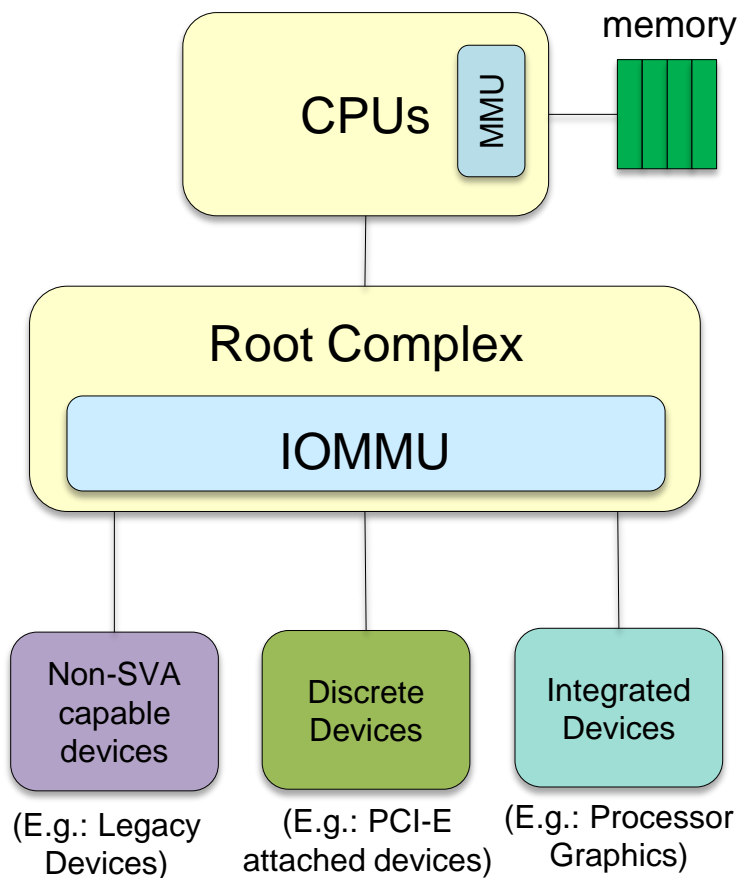 memory
CPUs
MMU
Root Complex
IOMMU
Non-SVA
capable
devices
Discrete
Devices
Integrated
Devices
(E.g.: Legacy
Devices)
(E.g.: PCI-E
attached devices)
(E.g.: Processor
Graphics)